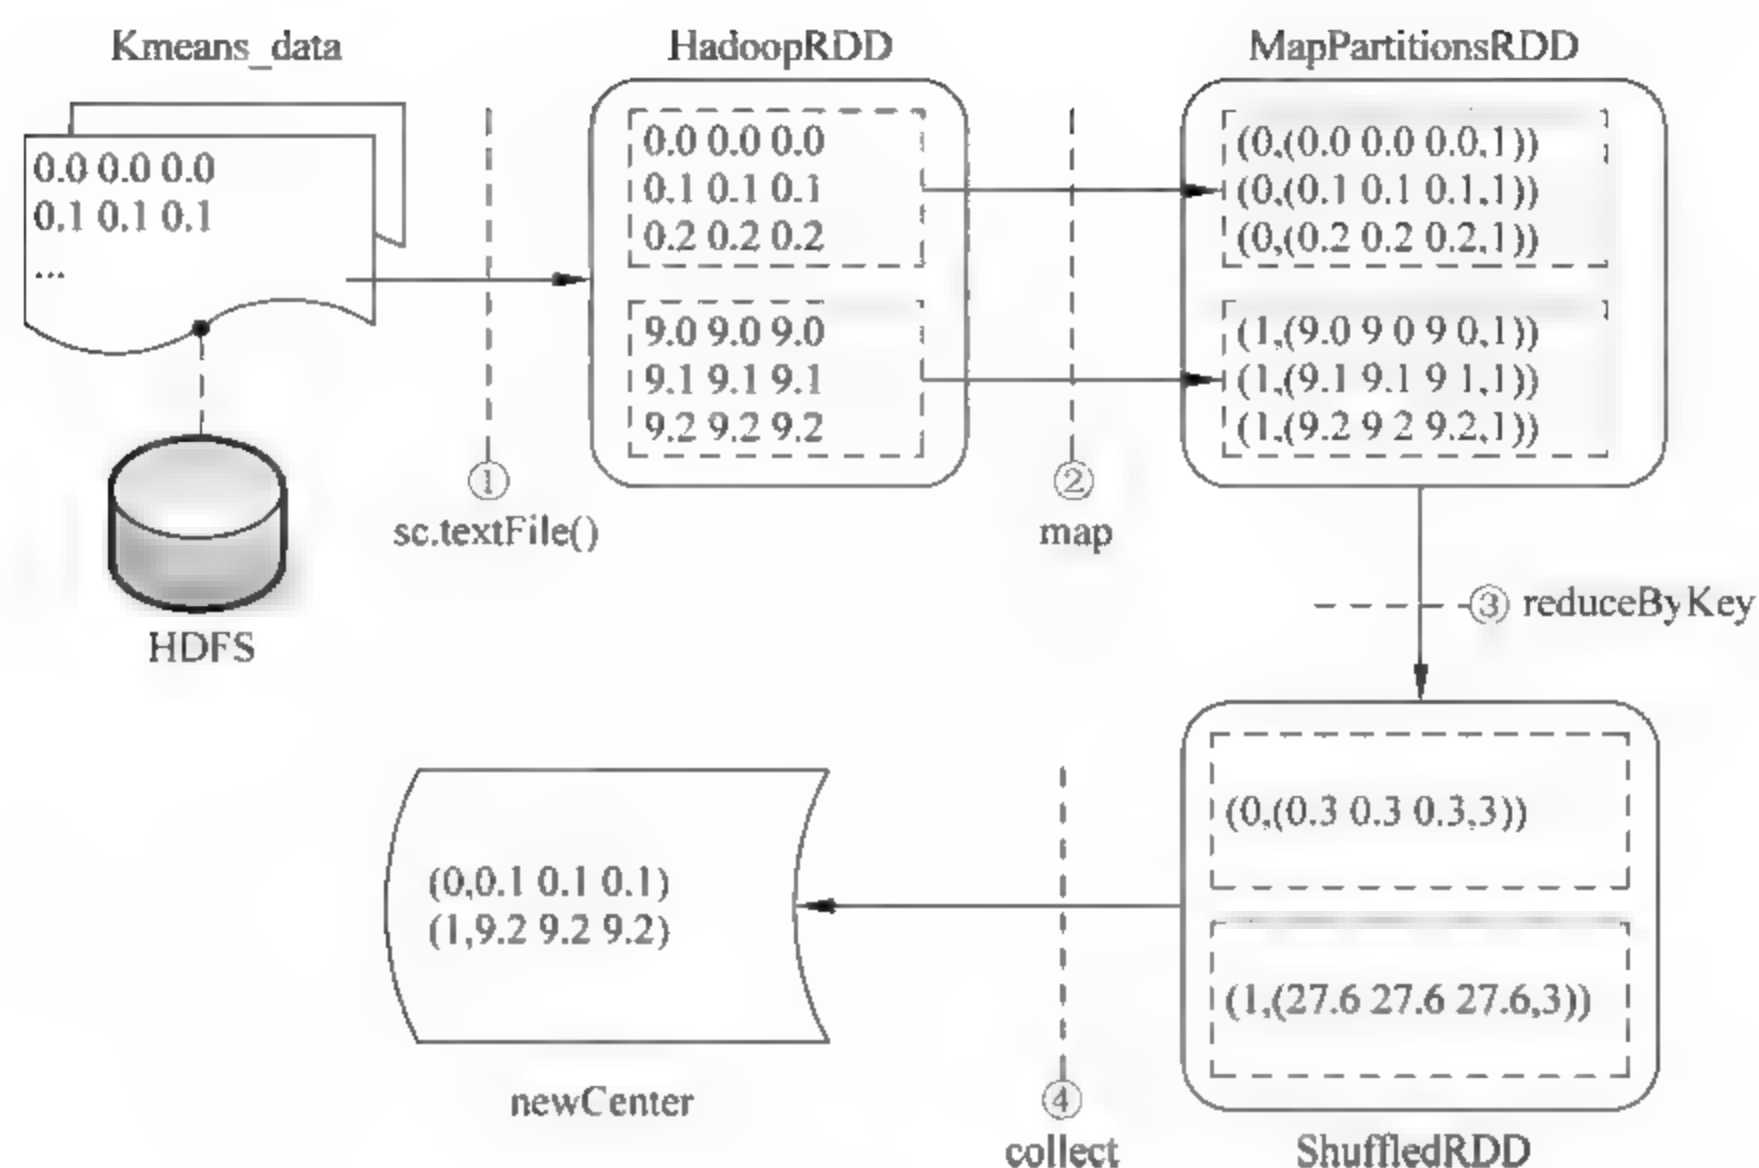 Kmeans_data
0.0 0.0 0.0
0.1 0.1 0.1
...
HDFS
①
sc.textFile()
HadoopRDD
0.0 0.0 0.0
0.1 0.1 0.1
0.2 0.2 0.2
9.0 9.0 9.0
9.1 9.1 9.1
9.2 9.2 9.2
②
map
MapPartitionsRDD
(0,(0.0 0.0 0.0,1))
(0,(0.1 0.1 0.1,1))
(0,(0.2 0.2 0.2,1))
(1,(9.0 9 0 9 0,1))
(1,(9.1 9.1 9 1,1))
(1,(9.2 9 2 9.2,1))
③ reduceByKey
(0,(0.3 0.3 0.3,3))
(1,(27.6 27.6 27.6,3))
ShuffledRDD
④
collect
(0,0.1 0.1 0.1)
(1,9.2 9.2 9.2)
newCenter